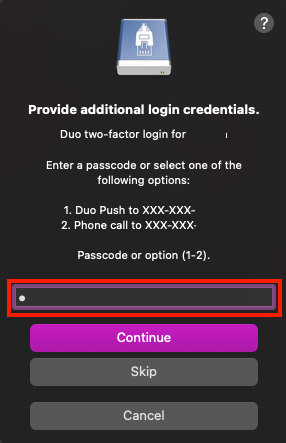 ?
Provide additional login credentials.
Duo two-factor login for
Enter a passcode or select one of the
following options:
1. Duo Push to XXX-XXX-
2. Phone call to XXX-XXX-
Passcode or option (1-2).
Continue
Skip
Cancel